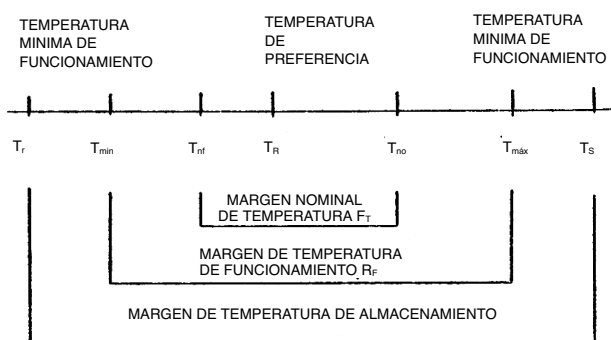 TEMPERATURA
MINIMA DE
FUNCIONAMIENTO
TEMPERATURA
DE
PREFERENCIA
TEMPERATURA
MINIMA DE
FUNCIONAMIENTO
Tr Tmin Tnf TR Tno Tmáx TS
MARGEN NOMINAL
DE TEMPERATURA FT
MARGEN DE TEMPERATURA
DE FUNCIONAMIENTO RF
MARGEN DE TEMPERATURA DE ALMACENAMIENTO